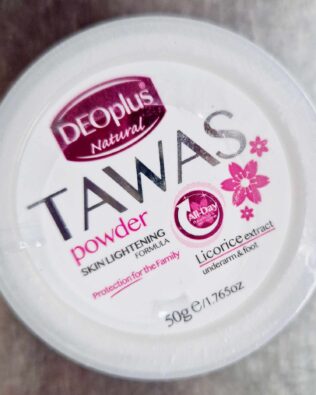 DEOplus
Natural
TAWAS
powder
SKIN LIGHTENING
FORMULA
Protection for the Family
All-Day
Licorice extract
underarm & foot
50g e/1.765oz